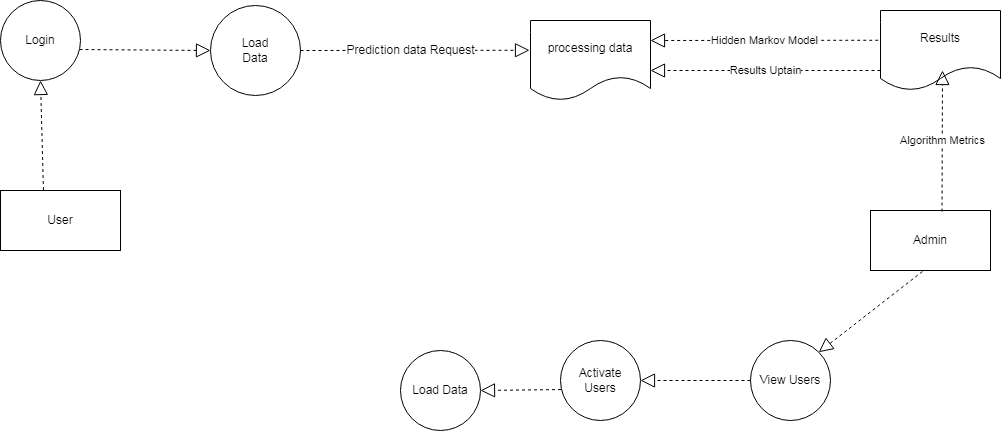 Login
Load
Data
Prediction data Request
processing data
Hidden Markov Model
Results Uptain
Results
Algorithm Metrics
User
Admin
Load Data
Activate
Users
View Users